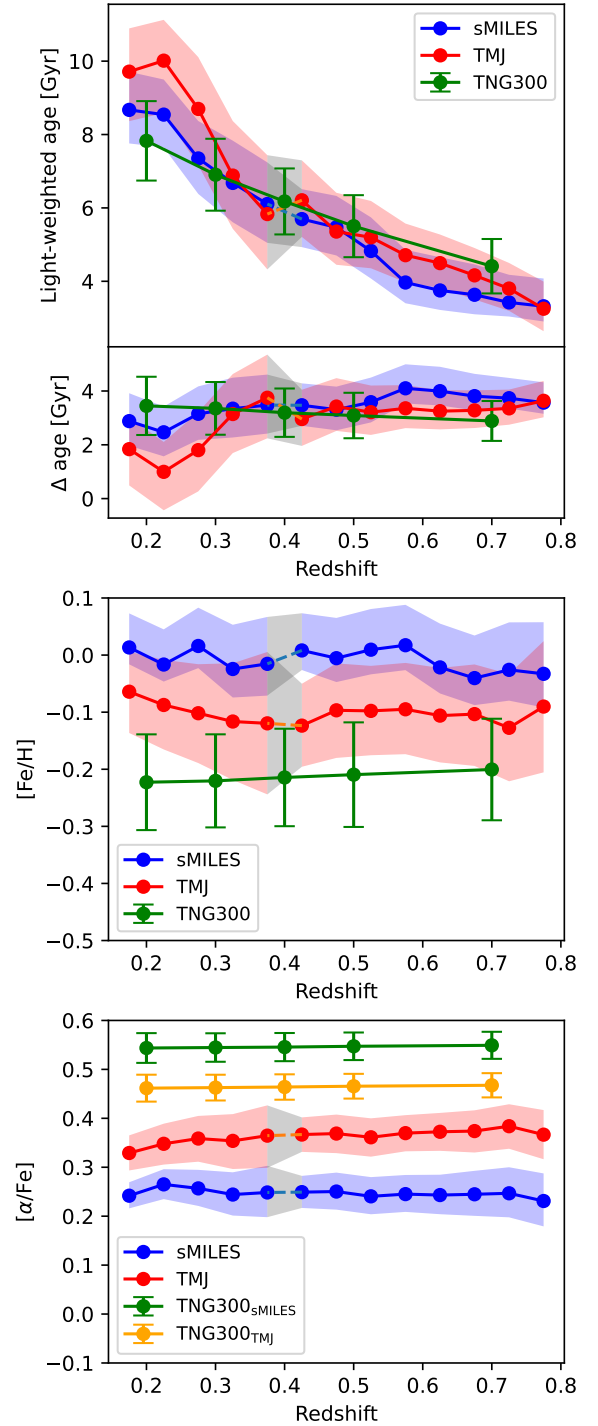 sMILES
TMJ
TNG300
10
8
6
4
Light-weighted age [Gyr]
4
2
0
Δ age [Gyr]
0.2 0.3 0.4 0.5 0.6 0.7 0.8
Redshift
0.1
0.0
−0.1
−0.2
−0.3
−0.4
−0.5
[Fe/H]
sMILES
TMJ
TNG300
0.2 0.3 0.4 0.5 0.6 0.7 0.8
Redshift
0.6
0.5
0.4
0.3
0.2
0.1
0.0
−0.1
[α/Fe]
sMILES
TMJ
TNG300sMILES
TNG300TMJ
0.2 0.3 0.4 0.5 0.6 0.7 0.8
Redshift